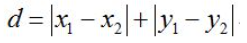 d = |x₁ − x₂| + |y₁ − y₂|